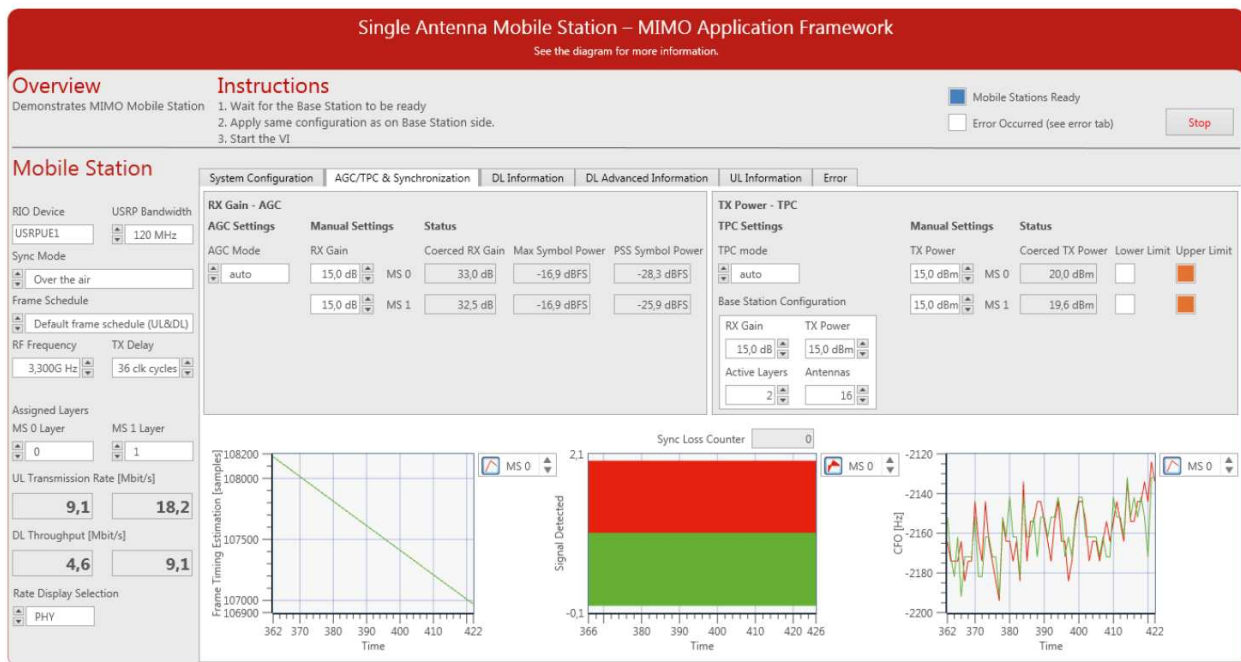 Single Antenna Mobile Station – MIMO Application Framework
See the diagram for more information.
Overview
Demonstrates MIMO Mobile Station
Instructions
1. Wait for the Base Station to be ready
2. Apply same configuration as on Base Station side.
3. Start the VI
Mobile Stations Ready
Error Occurred (see error tab)
Stop
Mobile Station
RIO Device USRP Bandwidth
USRPUE1 120 MHz
Sync Mode
Over the air
Frame Schedule
Default frame schedule (UL&DL)
RF Frequency TX Delay
3,300G Hz 36 clk cycles
Assigned Layers
MS 0 Layer MS 1 Layer
0 1
UL Transmission Rate [Mbit/s]
9,1 18,2
DL Throughput [Mbit/s]
4,6 9,1
Rate Display Selection
PHY
System Configuration AGC/TPC & Synchronization DL Information DL Advanced Information UL Information Error
RX Gain - AGC
AGC Settings Manual Settings Status
AGC Mode RX Gain Coerced RX Gain Max Symbol Power PSS Symbol Power
auto 15,0 dB MS 0 33,0 dB -16,9 dBFS -28,3 dBFS
15,0 dB MS 1 32,5 dB -16,9 dBFS -25,9 dBFS
TX Power - TPC
TPC Settings Manual Settings Status
TPC mode TX Power Coerced TX Power Lower Limit Upper Limit
auto 15,0 dBm MS 0 20,0 dBm
Base Station Configuration 15,0 dBm MS 1 19,6 dBm
RX Gain TX Power
15,0 dB 15,0 dBm
Active Layers Antennas
2 16
Sync Loss Counter 0
Frame Timing Estimation [samples]
108200
108000
107500
107000
106900
362 370 380 390 400 410 422
Time
MS 0
Signal Detected
2,1
-0,1
366 380 390 400 410 420 426
Time
MS 0
CFO [Hz]
-2120
-2140
-2160
-2180
-2200
362 370 380 390 400 410 422
Time
MS 0